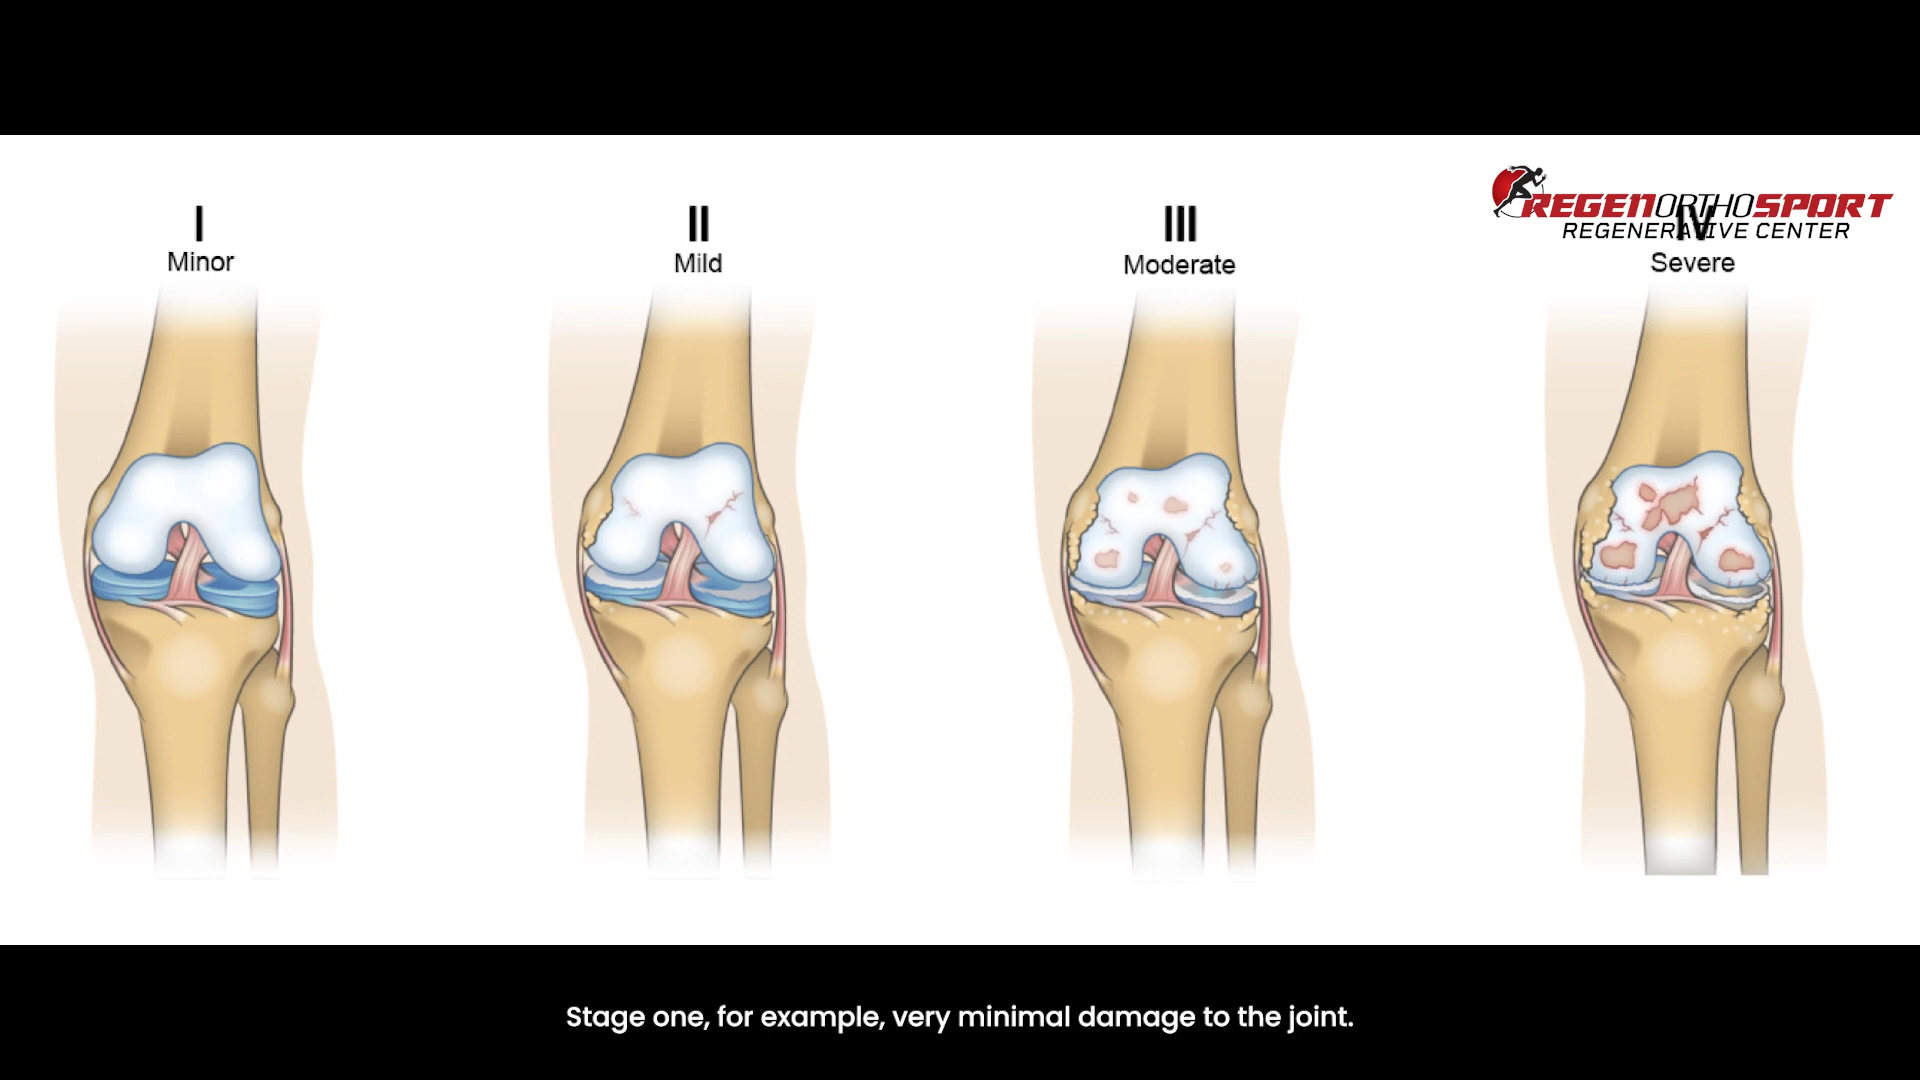 I
Minor
II
Mild
III
Moderate
REGENORTHOSPORT
REGENERATIVE CENTER
IV
Severe
Stage one, for example, very minimal damage to the joint.